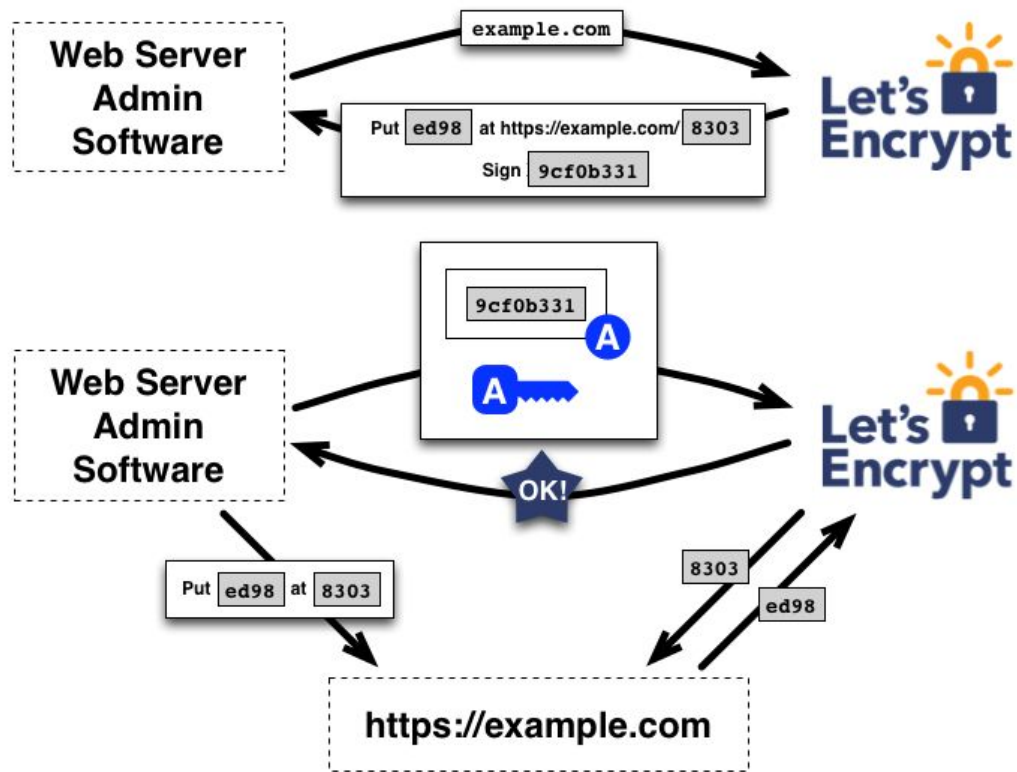 example.com
Web Server
Admin
Software
Let's
Encrypt
Put ed98 at https://example.com/ 8303
Sign 9cf0b331
9cf0b331
A
A
Web Server
Admin
Software
Let's
Encrypt
OK!
Put ed98 at 8303
8303
ed98
https://example.com